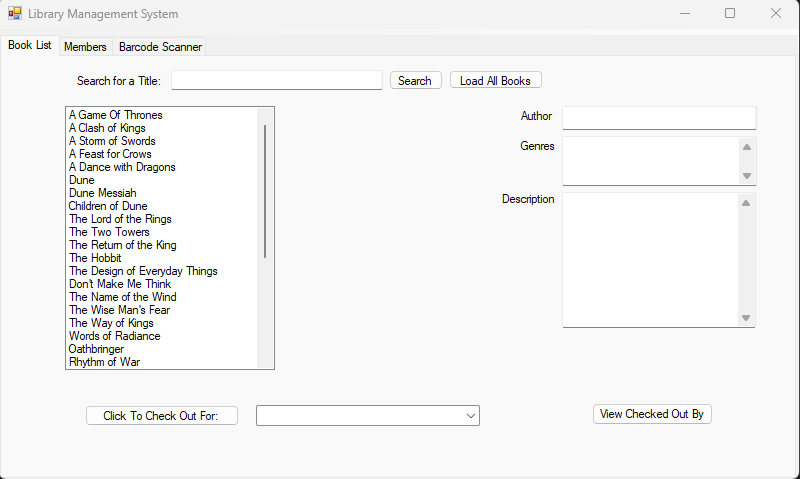 Library Management System
Book List Members Barcode Scanner
Search for a Title: Search Load All Books
A Game Of Thrones
A Clash of Kings
A Storm of Swords
A Feast for Crows
A Dance with Dragons
Dune
Dune Messiah
Children of Dune
The Lord of the Rings
The Two Towers
The Return of the King
The Hobbit
The Design of Everyday Things
Don't Make Me Think
The Name of the Wind
The Wise Man's Fear
The Way of Kings
Words of Radiance
Oathbringer
Rhythm of War
Author
Genres
Description
Click To Check Out For: View Checked Out By